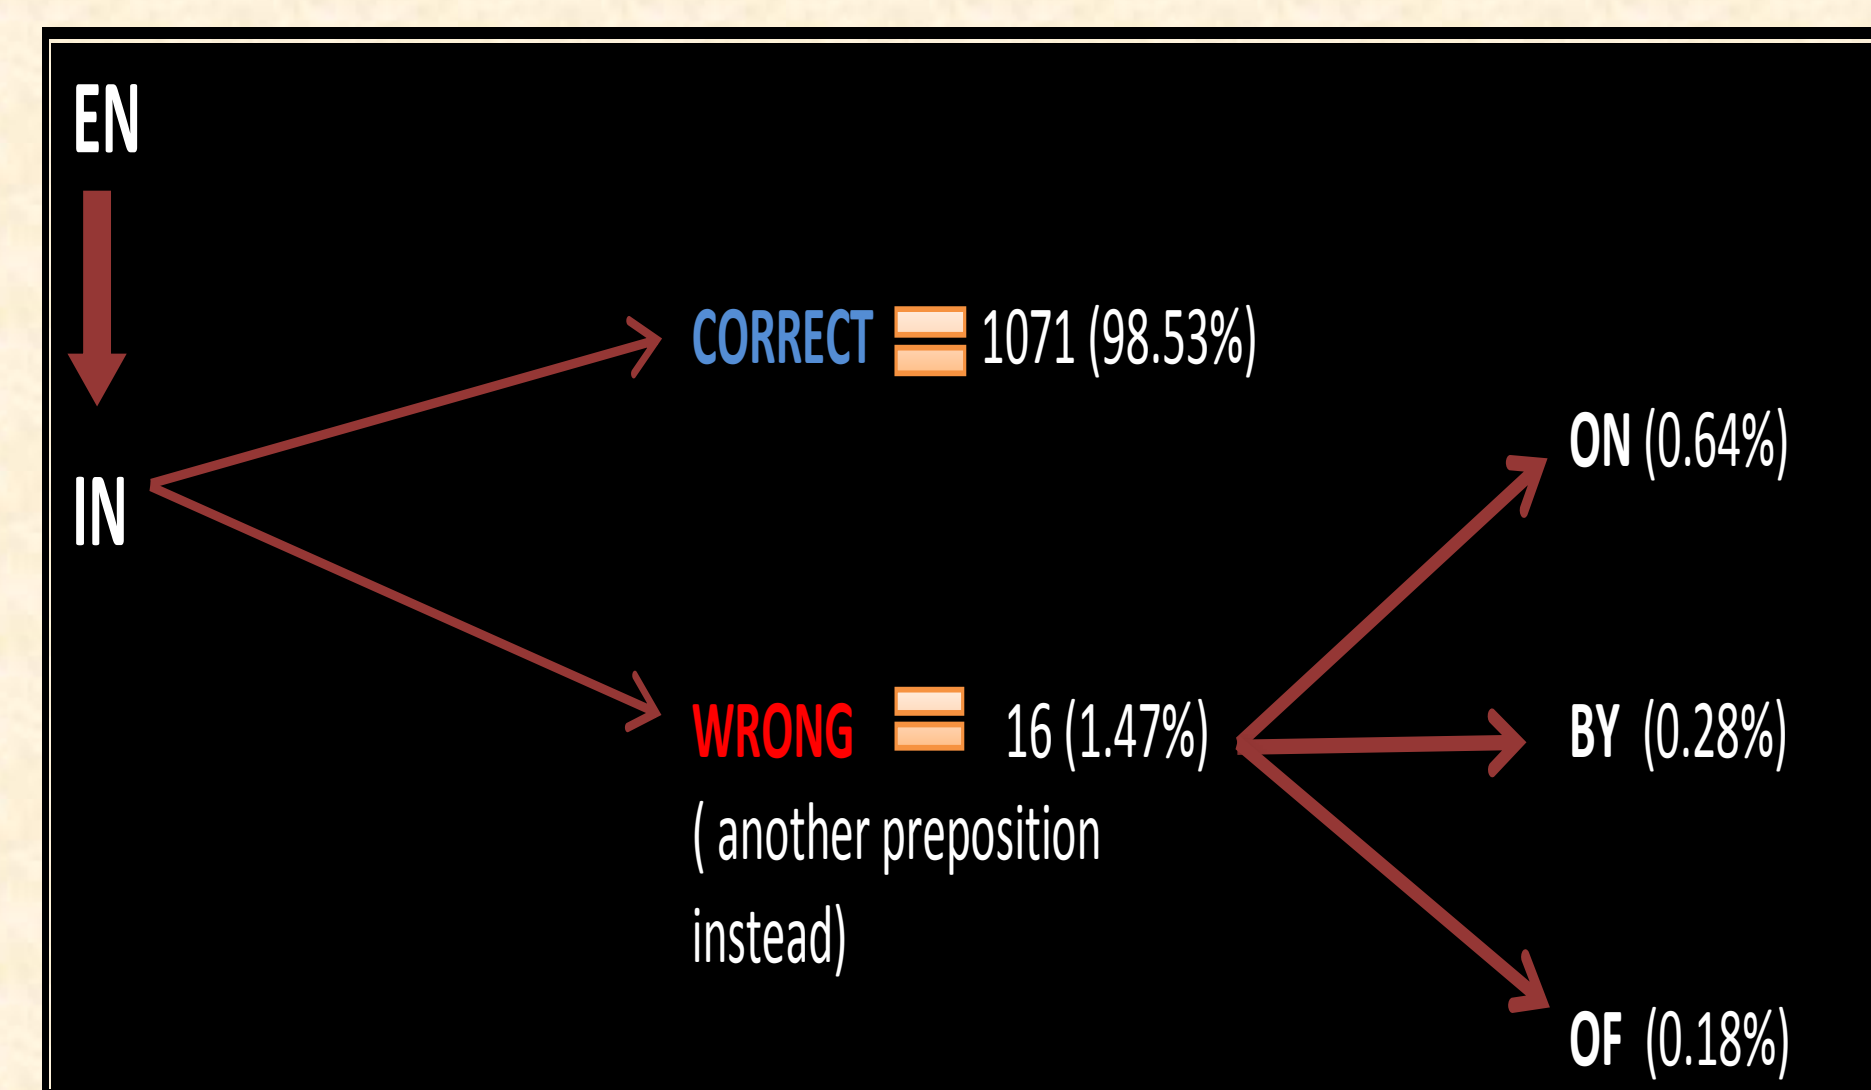 EN
IN
CORRECT 1071 (98.53%)
WRONG 16 (1.47%)
( another preposition
instead)
ON (0.64%)
BY (0.28%)
OF (0.18%)